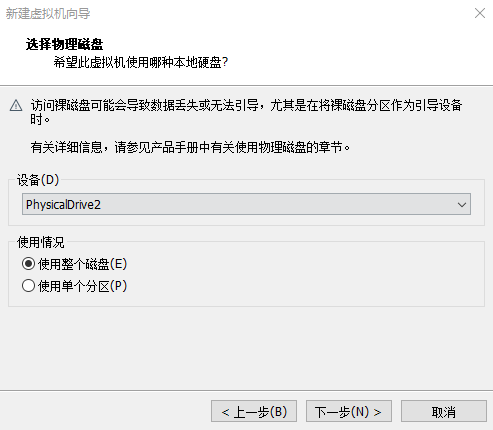 新建虚拟机向导
选择物理磁盘
希望此虚拟机使用哪种本地硬盘?
访问裸磁盘可能会导致数据丢失或无法引导，尤其是在将裸磁盘分区作为引导设备
时。
有关详细信息，请参见产品手册中有关使用物理磁盘的章节。
设备(D)
PhysicalDrive2
使用情况
使用整个磁盘(E)
使用单个分区(P)
< 上一步(B)
下一步(N) >
取消